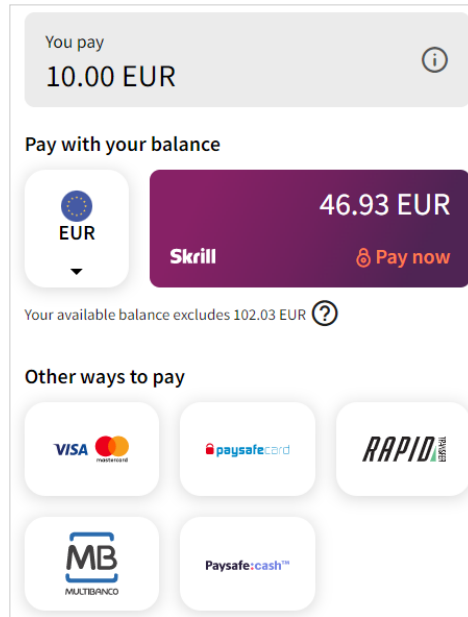 You pay
10.00 EUR
Pay with your balance
EUR
46.93 EUR
Skrill
Pay now
Your available balance excludes 102.03 EUR ?
Other ways to pay
VISA mastercard
paysafecard
RAPID TRANSFER
MB
MULTIBANCO
Paysafe:cash™